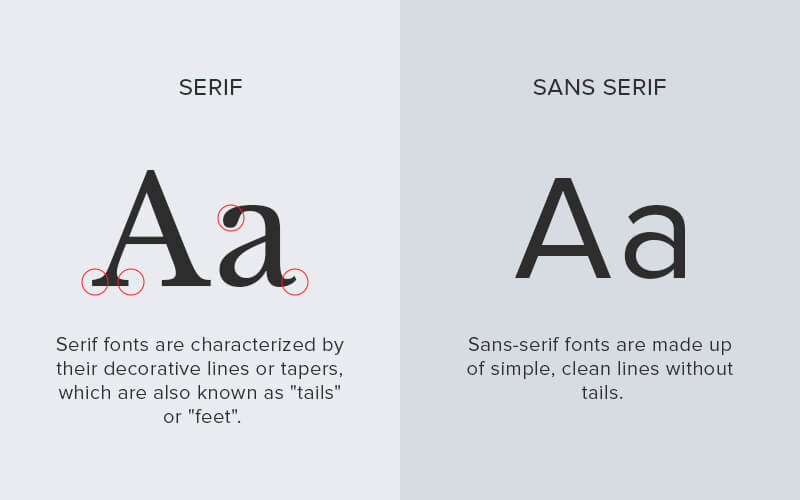 SERIF
Aa
Serif fonts are characterized by
their decorative lines or tapers,
which are also known as "tails"
or "feet".
SANS SERIF
Aa
Sans-serif fonts are made up
of simple, clean lines without
tails.